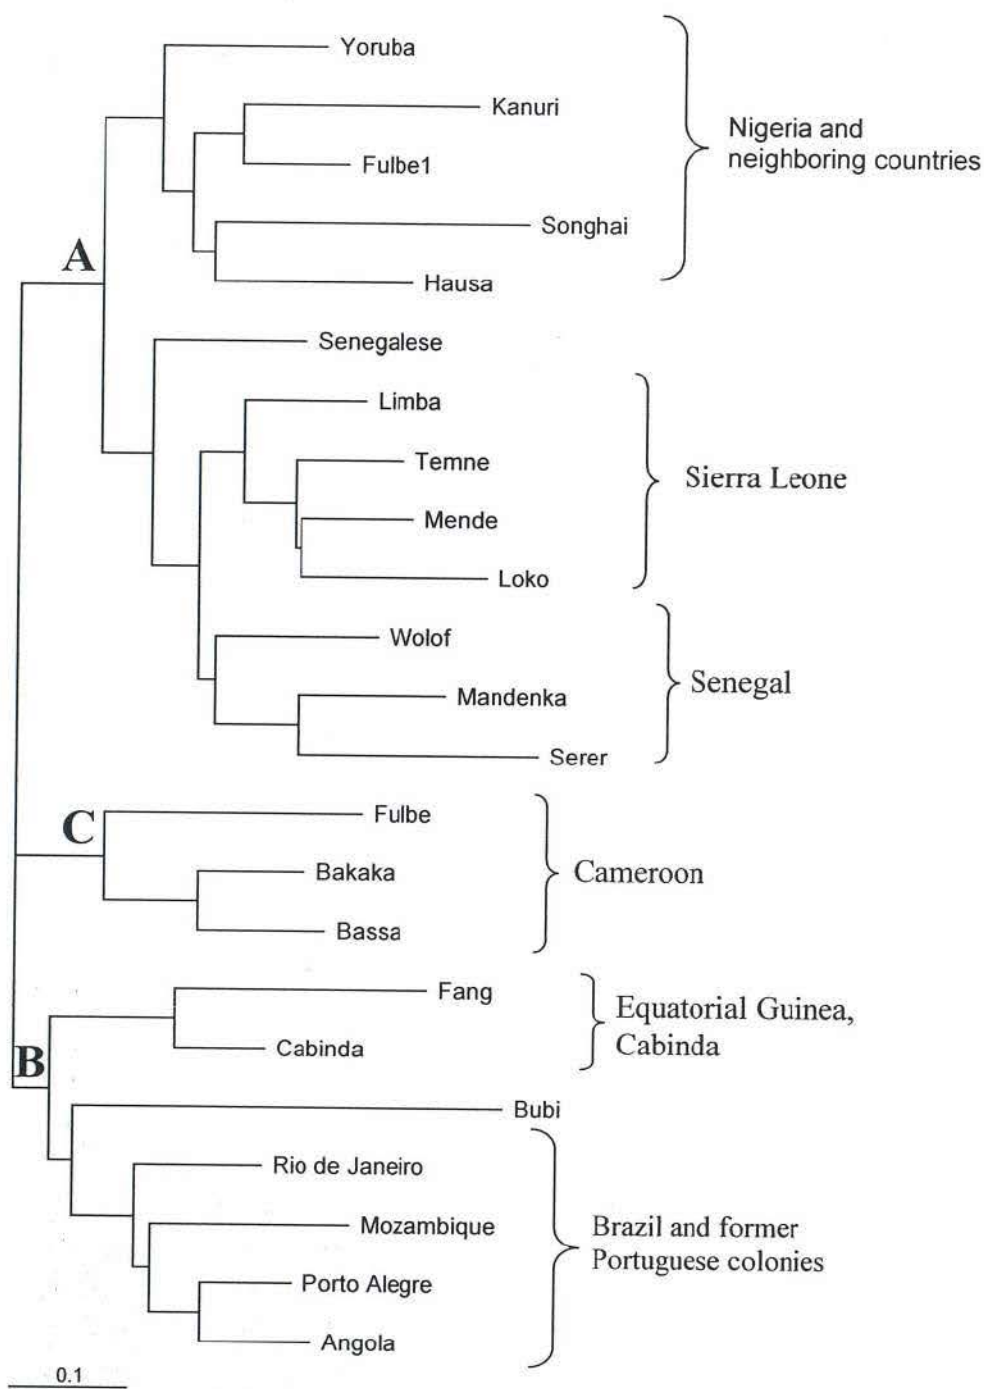 Yoruba
Kanuri
Nigeria and
neighboring countries
Fulbe1
Songhai
A
Hausa
Senegalese
Limba
Temne
Sierra Leone
Mende
Loko
Wolof
Senegal
Mandenka
Serer
Fulbe
C
Bakaka
Cameroon
Bassa
Fang
Equatorial Guinea,
Cabinda
Cabinda
B
Bubi
Rio de Janeiro
Mozambique
Brazil and former
Portuguese colonies
Porto Alegre
Angola
0.1